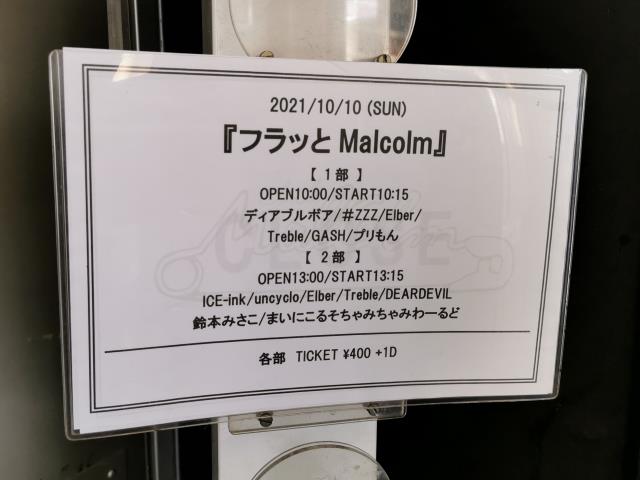 2021/10/10 (SUN)
『フラッと Malcolm』
【 1部 】
OPEN10:00/START10:15
ディアブルボア/#ZZZ/Elber/
Treble/GASH/プリもん
【 2部 】
OPEN13:00/START13:15
ICE-ink/uncyclo/Elber/Treble/DEARDEVIL
鈴本みさこ/まいにこるそちゃみちゃみわーるど
各部 TICKET ¥400 +1D